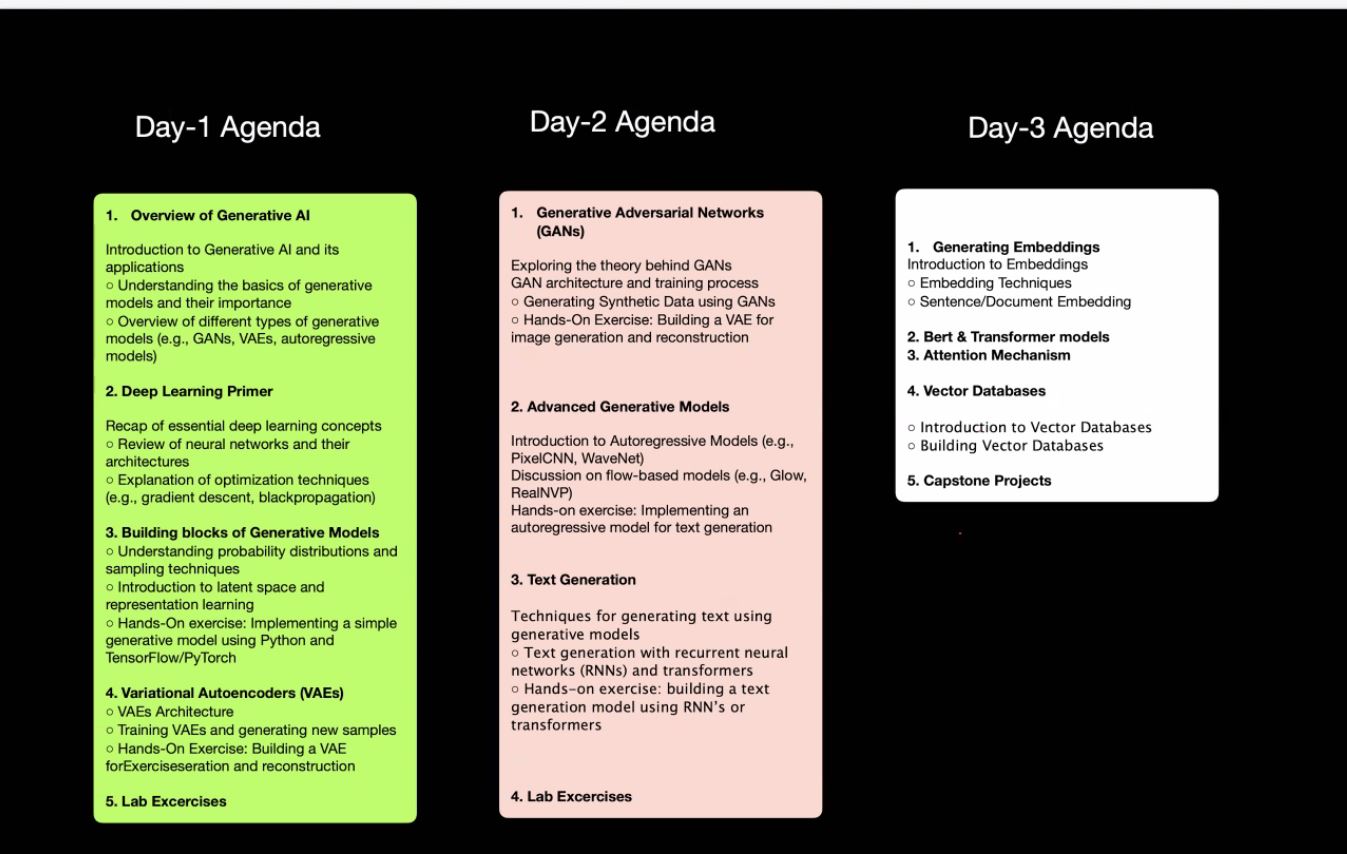 Day-1 Agenda
1. Overview of Generative AI
Introduction to Generative AI and its
applications
○ Understanding the basics of generative
models and their importance
○ Overview of different types of generative
models (e.g., GANs, VAEs, autoregressive
models)
2. Deep Learning Primer
Recap of essential deep learning concepts
○ Review of neural networks and their
architectures
○ Explanation of optimization techniques
(e.g., gradient descent, blackpropagation)
3. Building blocks of Generative Models
○ Understanding probability distributions and
sampling techniques
○ Introduction to latent space and
representation learning
○ Hands-On exercise: Implementing a simple
generative model using Python and
TensorFlow/PyTorch
4. Variational Autoencoders (VAEs)
○ VAEs Architecture
○ Training VAEs and generating new samples
○ Hands-On Exercise: Building a VAE
forExerciseseration and reconstruction
5. Lab Excercises
Day-2 Agenda
1. Generative Adversarial Networks
(GANs)
Exploring the theory behind GANs
GAN architecture and training process
○ Generating Synthetic Data using GANs
○ Hands-On Exercise: Building a VAE for
image generation and reconstruction
2. Advanced Generative Models
Introduction to Autoregressive Models (e.g.,
PixelCNN, WaveNet)
Discussion on flow-based models (e.g., Glow,
RealNVP)
Hands-on exercise: Implementing an
autoregressive model for text generation
3. Text Generation
Techniques for generating text using
generative models
○ Text generation with recurrent neural
networks (RNNs) and transformers
○ Hands-on exercise: building a text
generation model using RNN's or
transformers
4. Lab Excercises
Day-3 Agenda
1. Generating Embeddings
Introduction to Embeddings
○ Embedding Techniques
○ Sentence/Document Embedding
2. Bert & Transformer models
3. Attention Mechanism
4. Vector Databases
○ Introduction to Vector Databases
○ Building Vector Databases
5. Capstone Projects